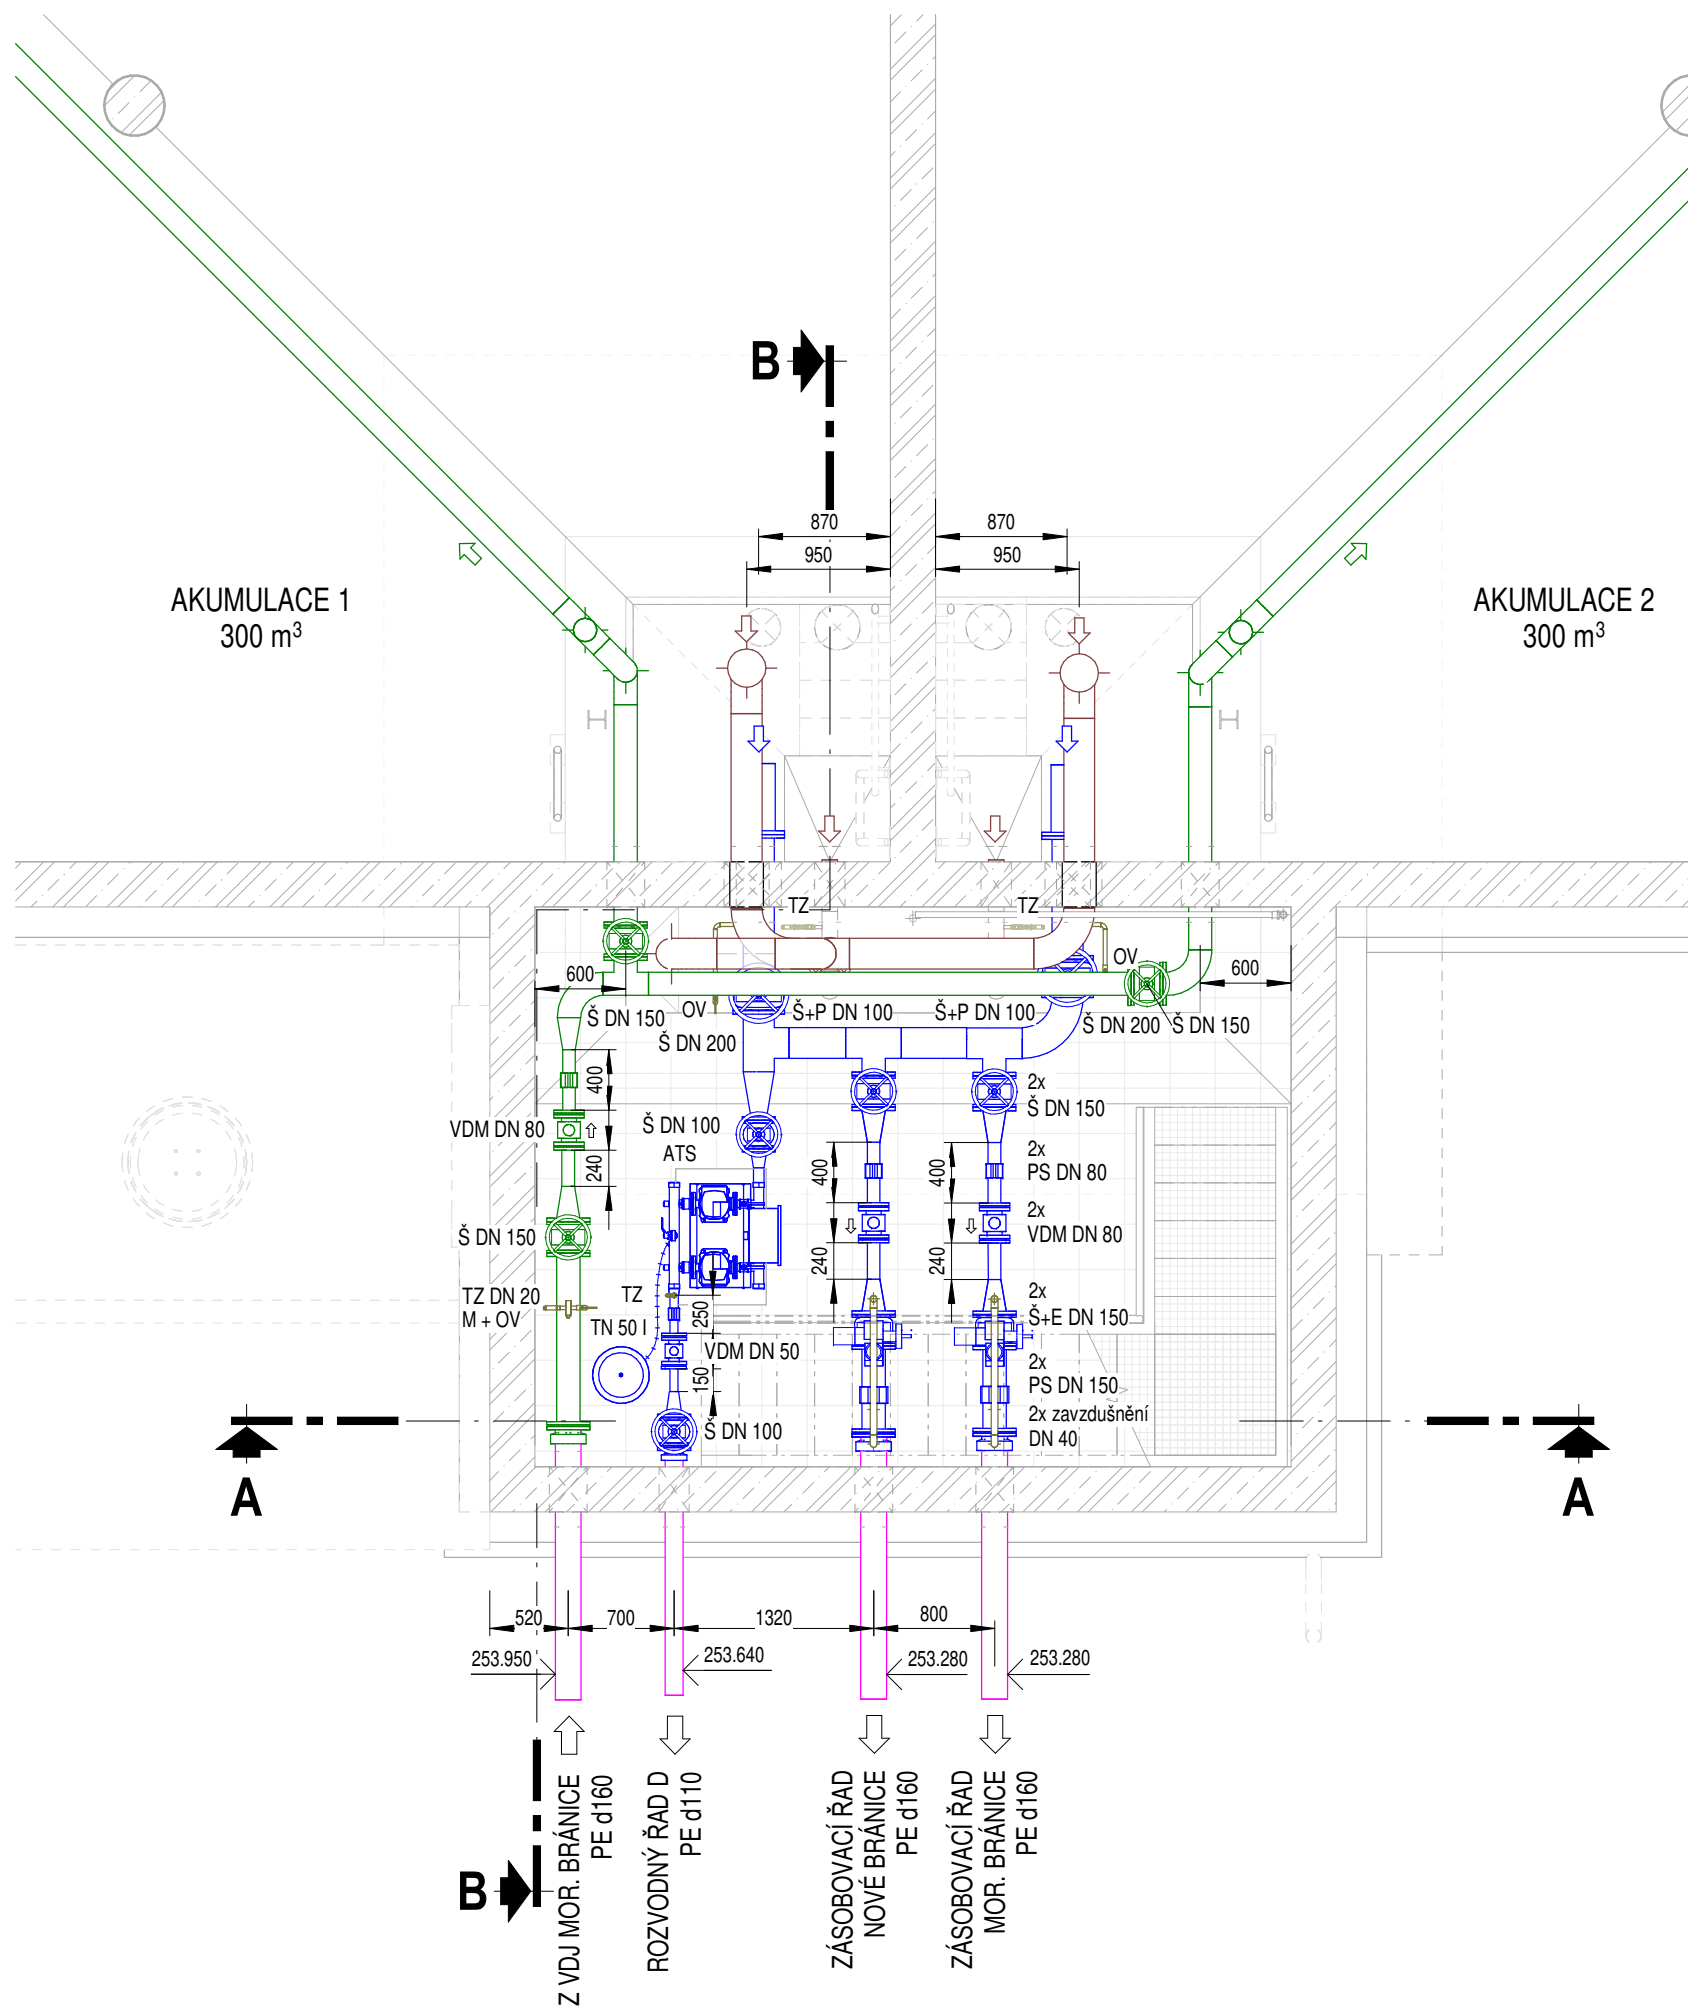 B
870
870
950
950
AKUMULACE 1
300 m³
AKUMULACE 2
300 m³
TZ
TZ
OV
600
600
Š DN 150
OV
Š+P DN 100
Š+P DN 100
Š DN 200
Š DN 150
Š DN 200
400
2x
Š DN 150
VDM DN 80
Š DN 100
ATS
240
400
400
2x
PS DN 80
2x
VDM DN 80
Š DN 150
240
240
TZ DN 20
M + OV
TZ
250
TN 50 l
2x
Š+E DN 150
VDM DN 50
150
2x
PS DN 150
Š DN 100
2x zavzdušnění
DN 40
A
A
520
700
1320
800
253.950
253.640
253.280
253.280
B
Z VDJ MOR. BRÁNICE
PE d160
ROZVODNÝ ŘAD D
PE d110
ZÁSOBOVACÍ ŘAD
NOVÉ BRÁNICE
PE d160
ZÁSOBOVACÍ ŘAD
MOR. BRÁNICE
PE d160